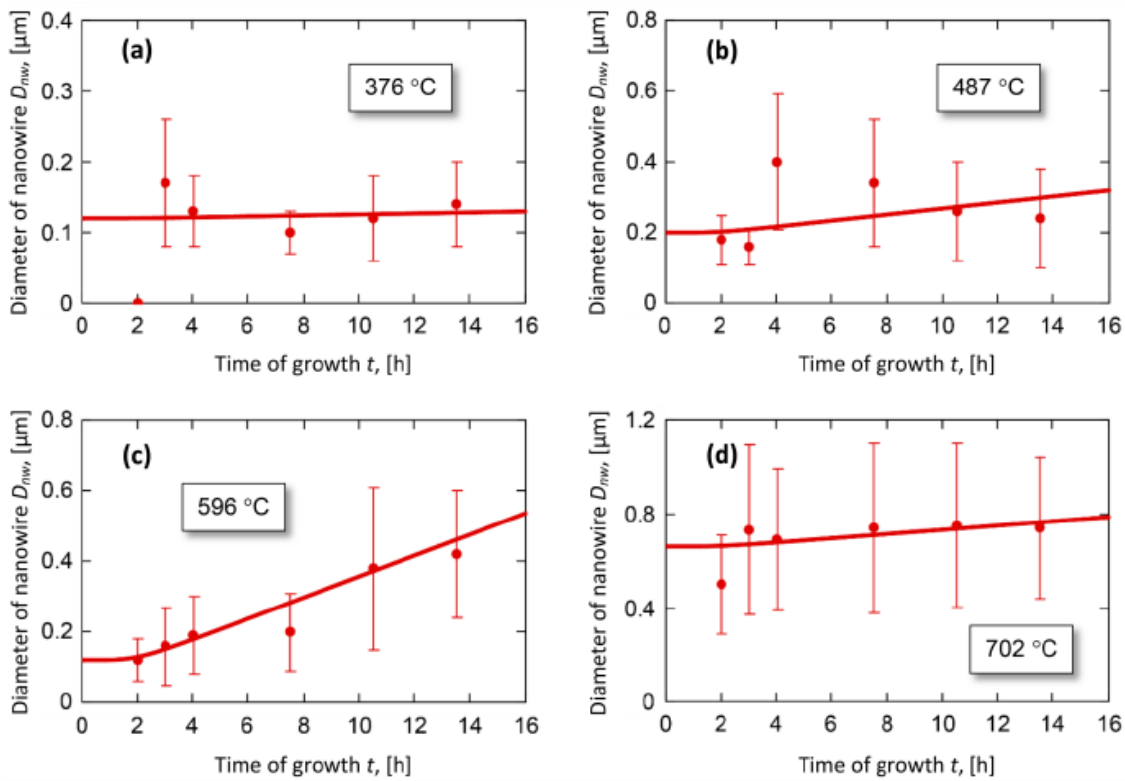 (a)
376 °C
Diameter of nanowire Dnw, [µm]
0.4
0.3
0.2
0.1
0
0 2 4 6 8 10 12 14 16
Time of growth t, [h]
(b)
487 °C
Diameter of nanowire Dnw, [µm]
0.8
0.6
0.4
0.2
0
0 2 4 6 8 10 12 14 16
Time of growth t, [h]
(c)
596 °C
Diameter of nanowire Dnw, [µm]
0.8
0.6
0.4
0.2
0
0 2 4 6 8 10 12 14 16
Time of growth t, [h]
(d)
702 °C
Diameter of nanowire Dnw, [µm]
1.2
0.8
0.4
0
0 2 4 6 8 10 12 14 16
Time of growth t, [h]